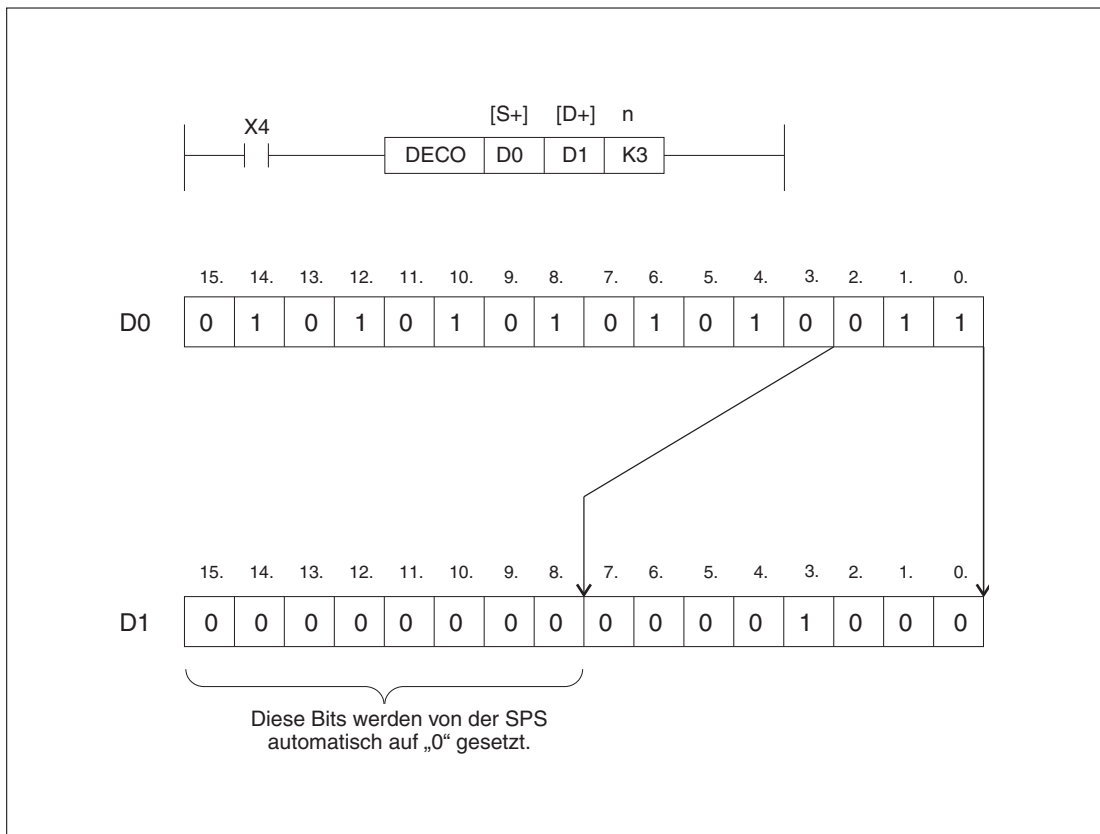 [S+] [D+] n
X4
DECO D0 D1 K3
15. 14. 13. 12. 11. 10. 9. 8. 7. 6. 5. 4. 3. 2. 1. 0.
D0 0 1 0 1 0 1 0 1 0 1 0 1 0 0 1 1
15. 14. 13. 12. 11. 10. 9. 8. 7. 6. 5. 4. 3. 2. 1. 0.
D1 0 0 0 0 0 0 0 0 0 0 0 0 1 0 0 0
Diese Bits werden von der SPS
automatisch auf „0“ gesetzt.